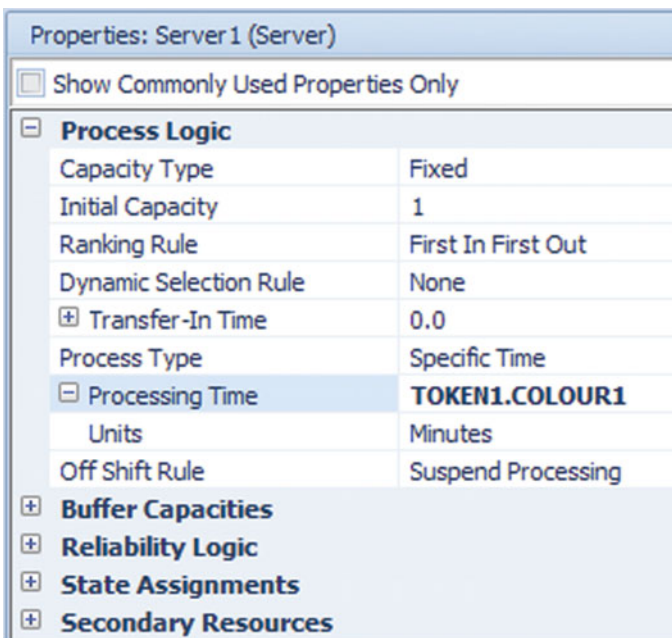 Properties: Server1 (Server)
Show Commonly Used Properties Only
Process Logic
Capacity Type Fixed
Initial Capacity 1
Ranking Rule First In First Out
Dynamic Selection Rule None
Transfer-In Time 0.0
Process Type Specific Time
Processing Time TOKEN1.COLOUR1
Units Minutes
Off Shift Rule Suspend Processing
Buffer Capacities
Reliability Logic
State Assignments
Secondary Resources